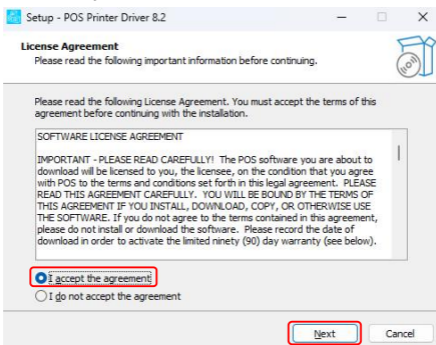 Setup - POS Printer Driver 8.2
License Agreement
Please read the following important information before continuing.
Please read the following License Agreement. You must accept the terms of this
agreement before continuing with the installation.
SOFTWARE LICENSE AGREEMENT
IMPORTANT - PLEASE READ CAREFULLY! The POS software you are about to
download will be licensed to you, the licensee, on the condition that you agree
with POS to the terms and conditions set forth in this legal agreement. PLEASE
READ THIS AGREEMENT CAREFULLY. YOU WILL BE BOUND BY THE TERMS OF
THIS AGREEMENT IF YOU INSTALL, DOWNLOAD, COPY, OR OTHERWISE USE
THE SOFTWARE. If you do not agree to the terms contained in this agreement,
please do not install or download the software. Please record the date of
download in order to activate the limited ninety (90) day warranty (see below).
I accept the agreement
I do not accept the agreement
Next Cancel